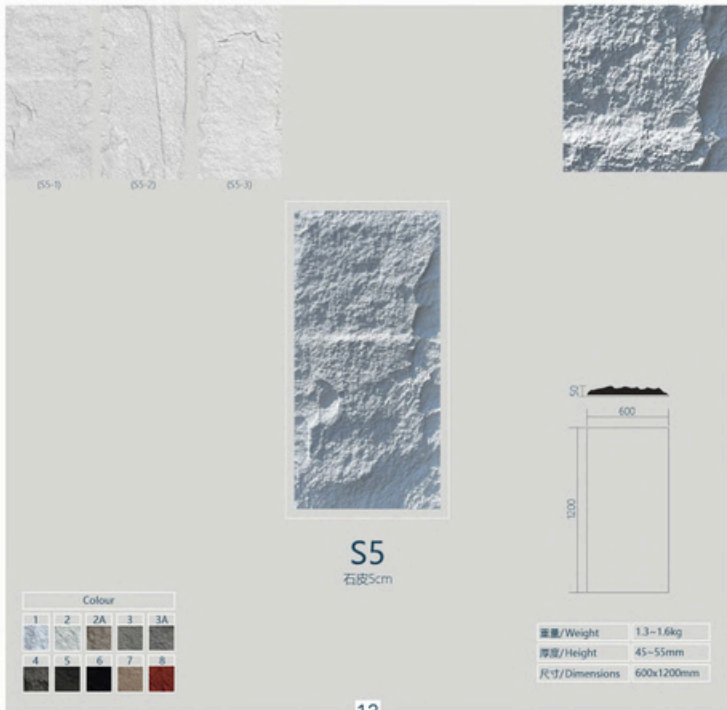 (S5-1) (S5-2) (S5-3)
50
600
1200
S5
石皮5cm
Colour
1 2 2A 3 3A
4 5 6 7 8
重量/Weight 1.3~1.6kg
厚度/Height 45~55mm
尺寸/Dimensions 600x1200mm